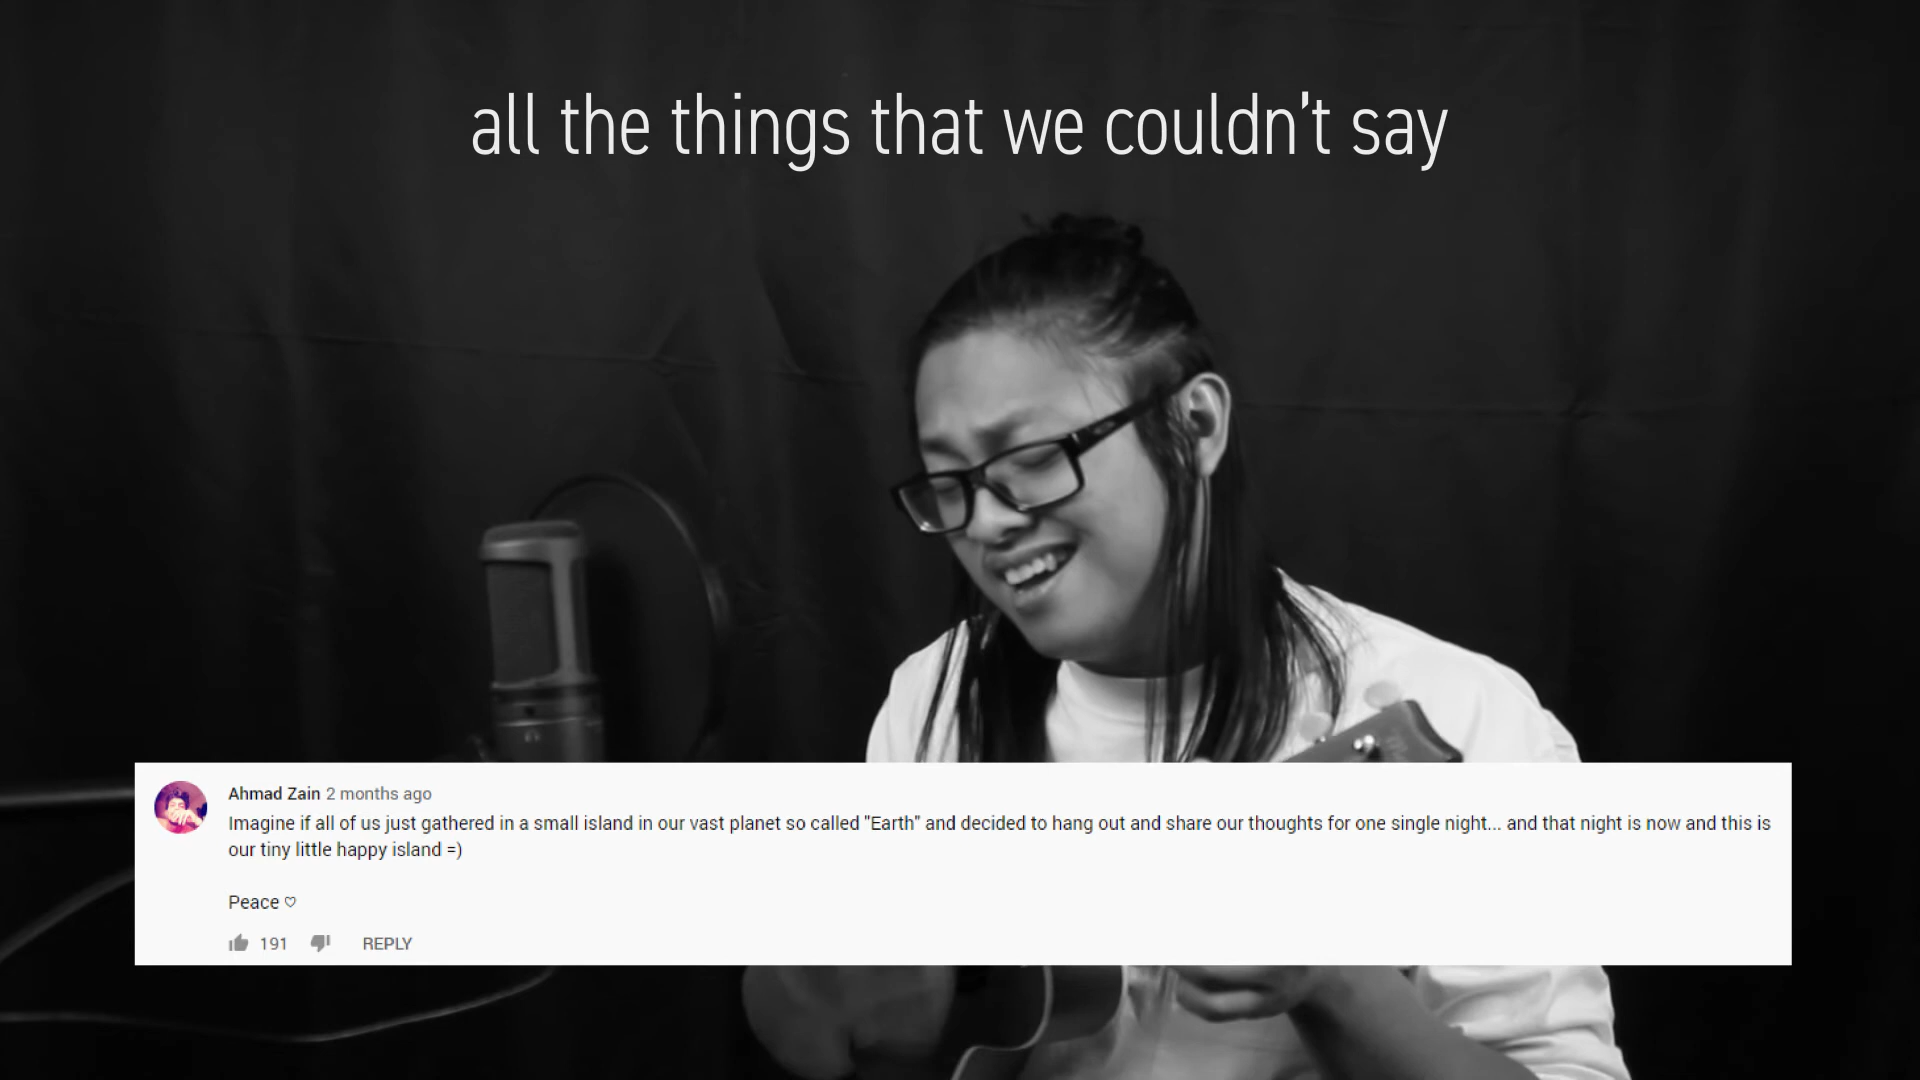 all the things that we couldn't say
Ahmad Zain 2 months ago
Imagine if all of us just gathered in a small island in our vast planet so called "Earth" and decided to hang out and share our thoughts for one single night... and that night is now and this is
our tiny little happy island =)
Peace ♡
191 REPLY